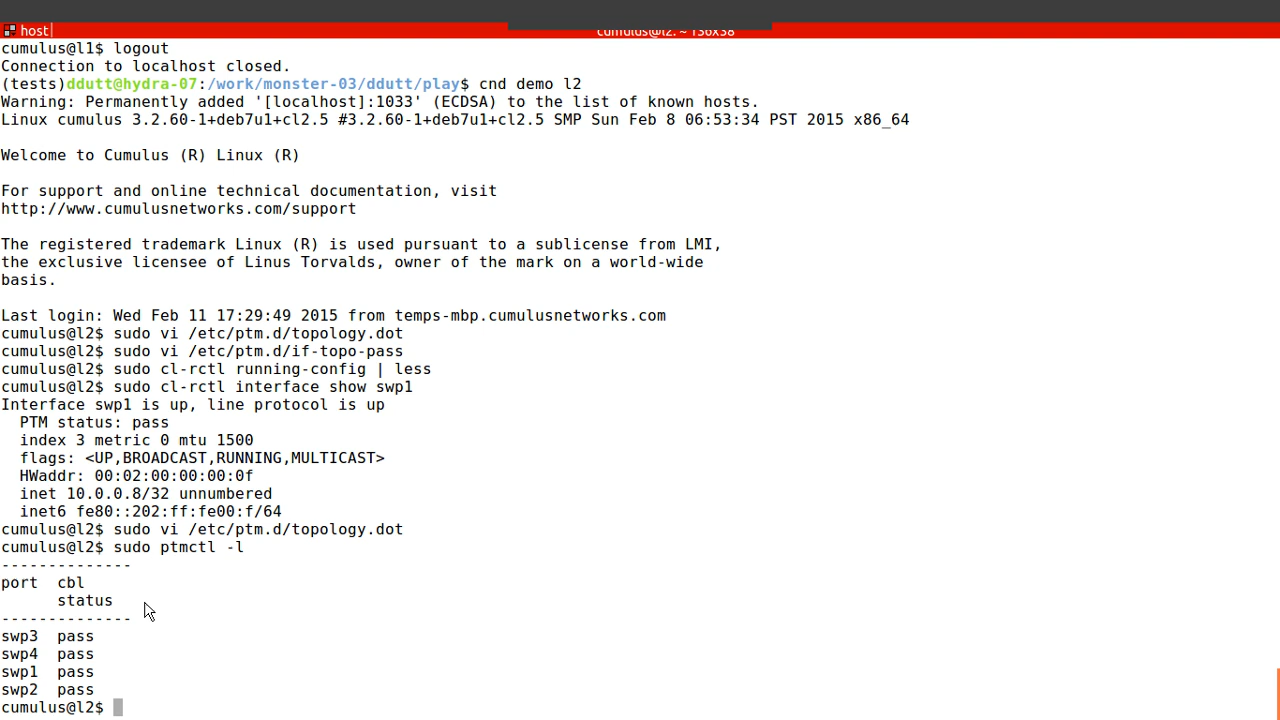 host
cumulus@l2: ~ 136x38
cumulus@l1$ logout
Connection to localhost closed.
(tests)ddutt@hydra-07:/work/monster-03/ddutt/play$ cnd demo l2
Warning: Permanently added '[localhost]:1033' (ECDSA) to the list of known hosts.
Linux cumulus 3.2.60-1+deb7u1+cl2.5 #3.2.60-1+deb7u1+cl2.5 SMP Sun Feb 8 06:53:34 PST 2015 x86_64
Welcome to Cumulus (R) Linux (R)
For support and online technical documentation, visit
http://www.cumulusnetworks.com/support
The registered trademark Linux (R) is used pursuant to a sublicense from LMI,
the exclusive licensee of Linus Torvalds, owner of the mark on a world-wide
basis.
Last login: Wed Feb 11 17:29:49 2015 from temps-mbp.cumulusnetworks.com
cumulus@l2$ sudo vi /etc/ptm.d/topology.dot
cumulus@l2$ sudo vi /etc/ptm.d/if-topo-pass
cumulus@l2$ sudo cl-rctl running-config | less
cumulus@l2$ sudo cl-rctl interface show swp1
Interface swp1 is up, line protocol is up
  PTM status: pass
  index 3 metric 0 mtu 1500
  flags: <UP,BROADCAST,RUNNING,MULTICAST>
  HWaddr: 00:02:00:00:00:0f
  inet 10.0.0.8/32 unnumbered
  inet6 fe80::202:ff:fe00:f/64
cumulus@l2$ sudo vi /etc/ptm.d/topology.dot
cumulus@l2$ sudo ptmctl -l
--------------
port  cbl
      status
--------------
swp3  pass
swp4  pass
swp1  pass
swp2  pass
cumulus@l2$